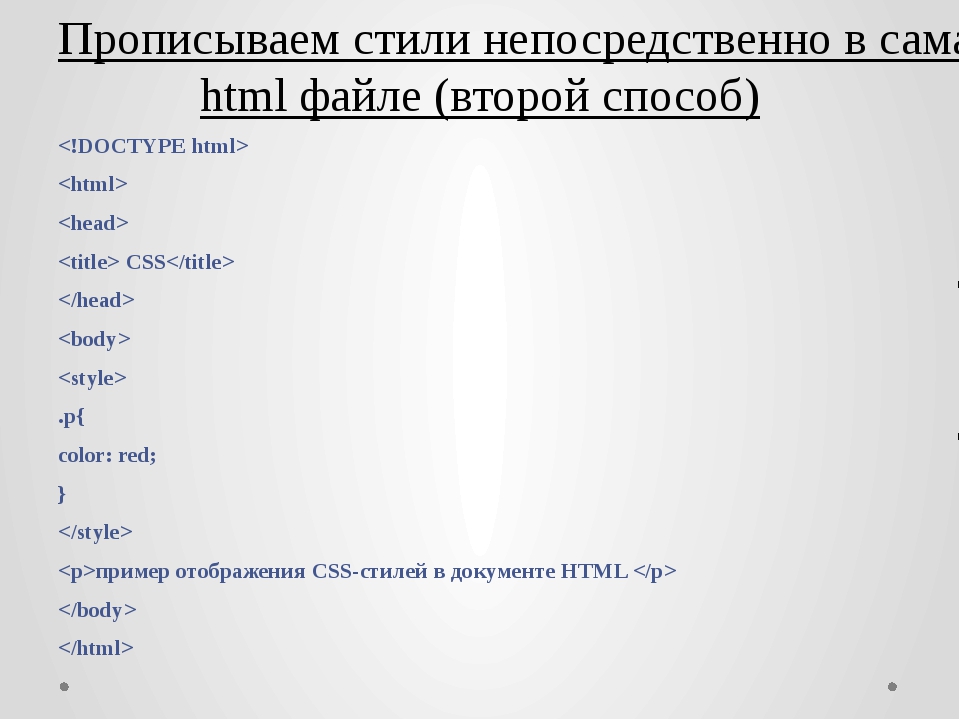 Прописываем стили непосредственно в сама
html файле (второй способ)
<!DOCTYPE html>
<html>
<head>
<title> CSS</title>
</head>
<body>
<style>
.p{
color: red;
}
</style>
<p>пример отображения CSS-стилей в документе HTML </p>
</body>
</html>